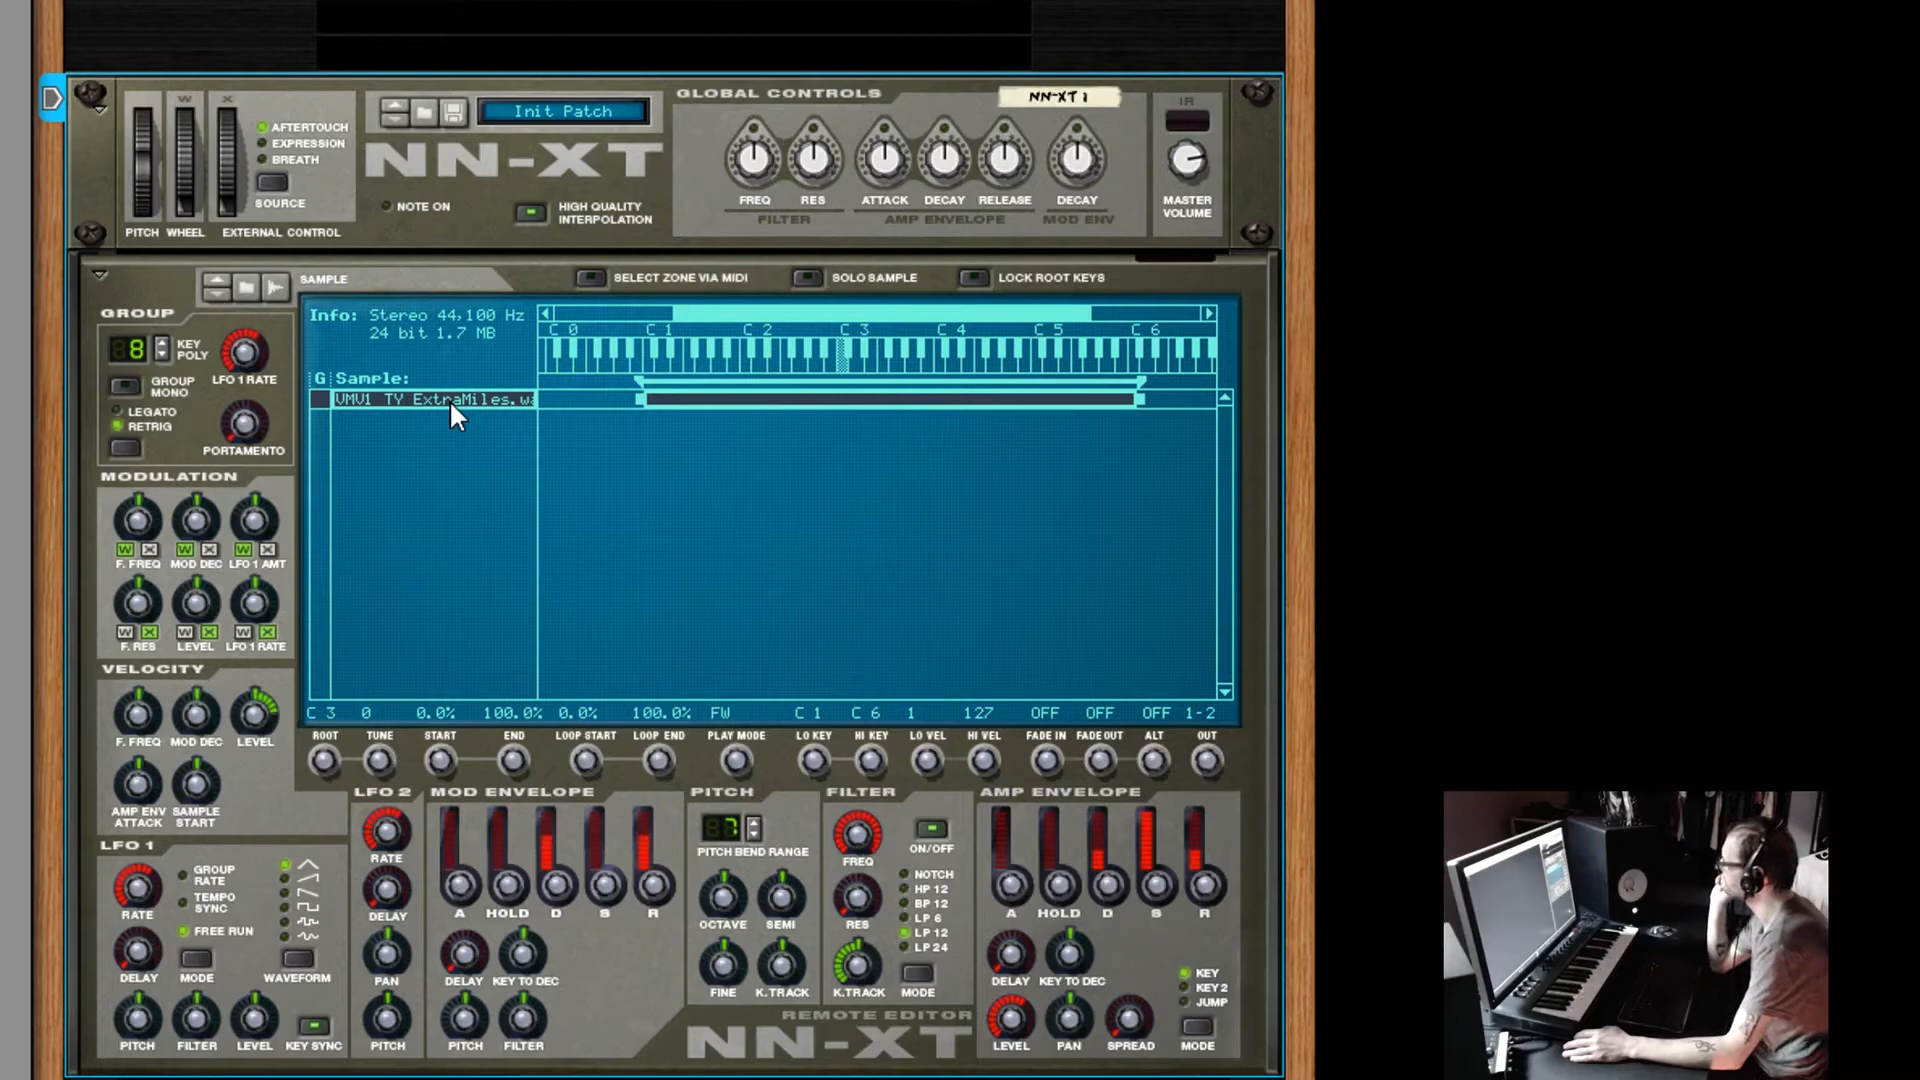 W X
AFTERTOUCH
EXPRESSION
BREATH
SOURCE
PITCH WHEEL EXTERNAL CONTROL
Init Patch
NN-XT
NOTE ON
HIGH QUALITY
INTERPOLATION
GLOBAL CONTROLS
NN-XT 1
FREQ RES ATTACK DECAY RELEASE DECAY
FILTER AMP ENVELOPE MOD ENV
IR
MASTER
VOLUME
SAMPLE
SELECT ZONE VIA MIDI SOLO SAMPLE LOCK ROOT KEYS
GROUP
8 KEY
POLY
LFO 1 RATE
GROUP
MONO
LEGATO
RETRIG
PORTAMENTO
Info: Stereo 44,100 Hz
24 bit 1.7 MB
C 0 C 1 C 2 C 3 C 4 C 5 C 6
G Sample:
VMV1 TY ExtraMiles.wa
MODULATION
W X W X W X
F. FREQ MOD DEC LFO 1 AMT
W X W X W X
F. RES LEVEL LFO 1 RATE
VELOCITY
F. FREQ MOD DEC LEVEL
AMP ENV
ATTACK
SAMPLE
START
C 3 0 0.0% 100.0% 0.0% 100.0% FW C 1 C 6 1 127 OFF OFF OFF 1-2
ROOT TUNE START END LOOP START LOOP END PLAY MODE LO KEY HI KEY LO VEL HI VEL FADE IN FADE OUT ALT OUT
LFO 1
RATE
GROUP
RATE
TEMPO
SYNC
FREE RUN
DELAY MODE WAVEFORM
PITCH FILTER LEVEL KEY SYNC
LFO 2
RATE
DELAY
PAN
PITCH
MOD ENVELOPE
A HOLD D S R
DELAY KEY TO DEC
PITCH FILTER
PITCH
7
PITCH BEND RANGE
OCTAVE SEMI
FINE K.TRACK
FILTER
FREQ ON/OFF
NOTCH
HP 12
BP 12
LP 6
LP 12
LP 24
RES
K.TRACK MODE
AMP ENVELOPE
A HOLD D S R
DELAY KEY TO DEC
KEY
KEY2
JUMP
LEVEL PAN SPREAD MODE
REMOTE EDITOR
NN-XT